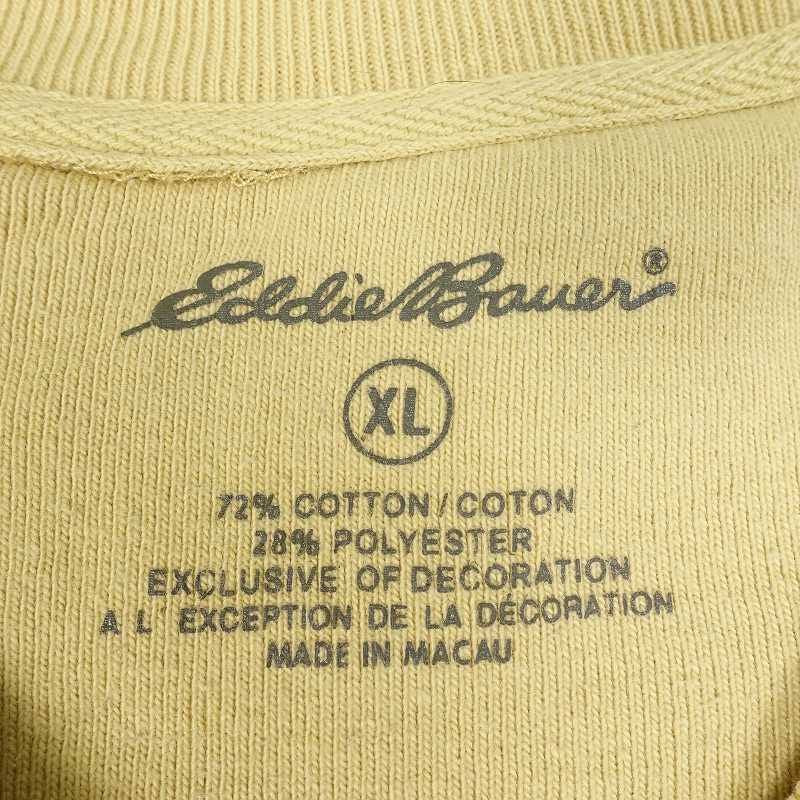 Eddie Bauer®
XL
72% COTTON/COTON
28% POLYESTER
EXCLUSIVE OF DECORATION
A L' EXCEPTION DE LA DÉCORATION
MADE IN MACAU